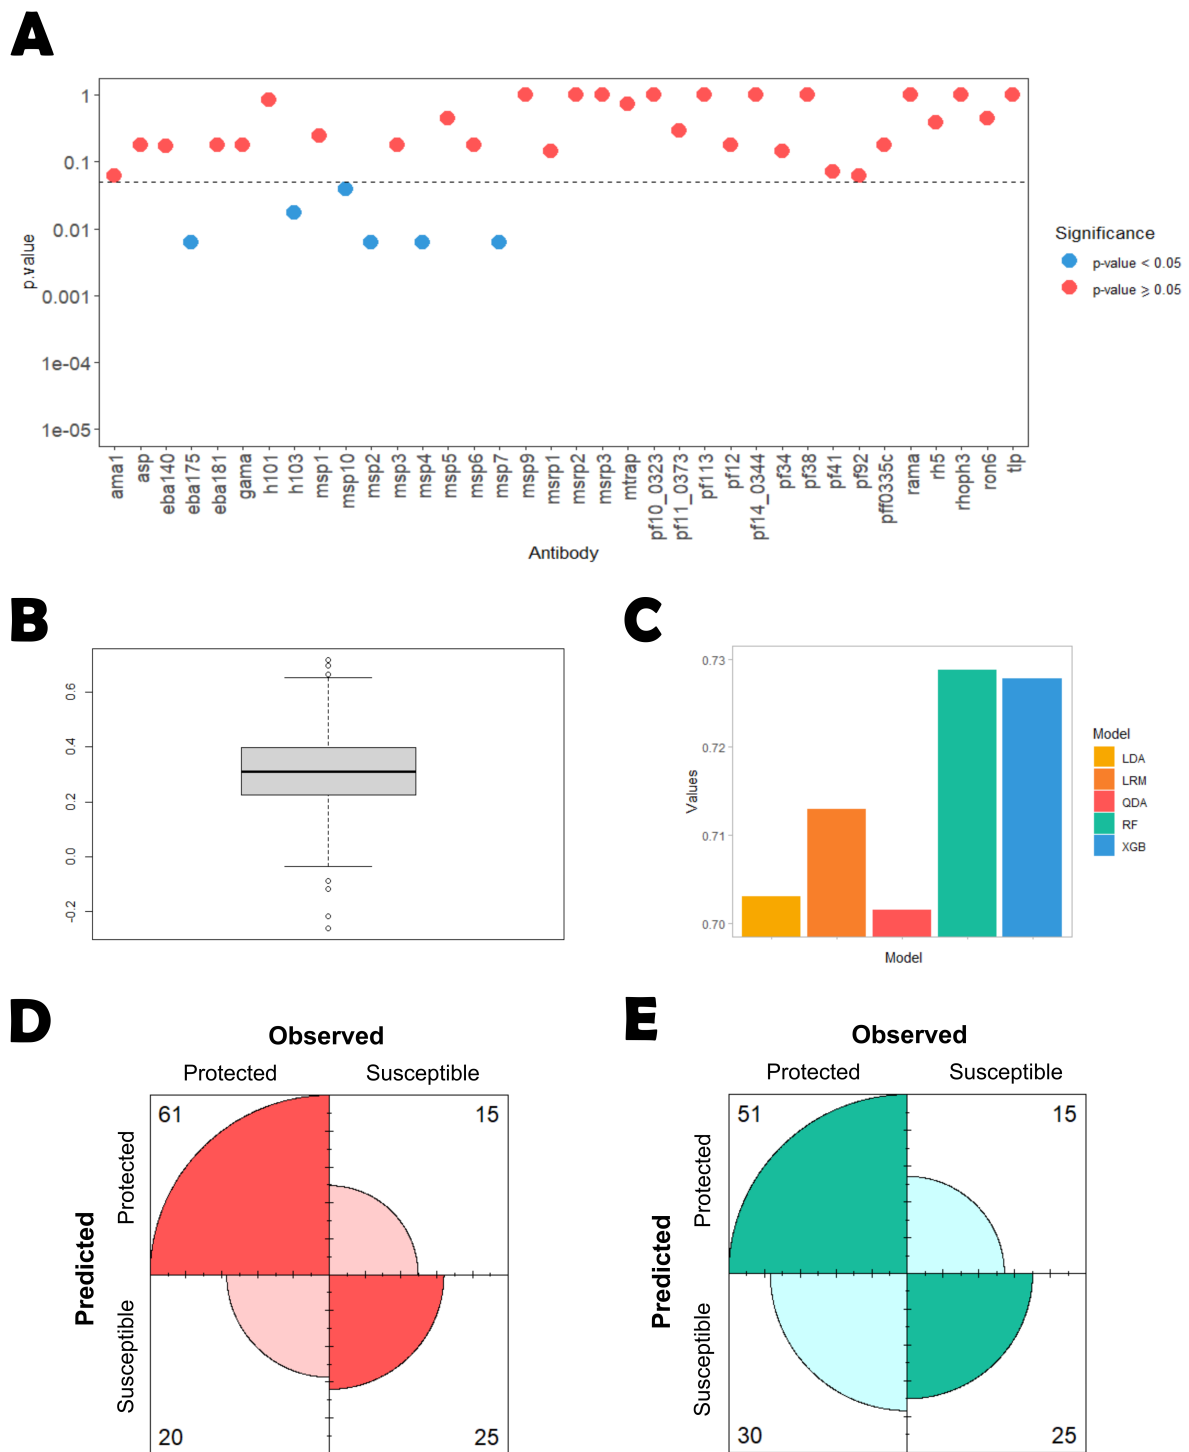 A
p.value
1
0.1
0.01
0.001
1e-04
1e-05
ama1
asp
eba140
eba175
eba181
gama
h101
h103
msp1
msp10
msp2
msp3
msp4
msp5
msp6
msp7
msp9
msrp1
msrp2
msrp3
mtrap
pf10_0323
pf11_0373
pf113
pf12
pf14_0344
pf34
pf38
pf41
pf92
pff0335c
rama
rh5
rhoph3
ron6
tlp
Antibody
Significance
p-value < 0.05
p-value ⩾ 0.05
B
0.6
0.4
0.2
0.0
-0.2
C
Values
0.73
0.72
0.71
0.70
Model
Model
LDA
LRM
QDA
RF
XGB
D
Observed
Protected Susceptible
Predicted
Protected
Susceptible
61 15
20 25
E
Observed
Protected Susceptible
Predicted
Protected
Susceptible
51 15
30 25